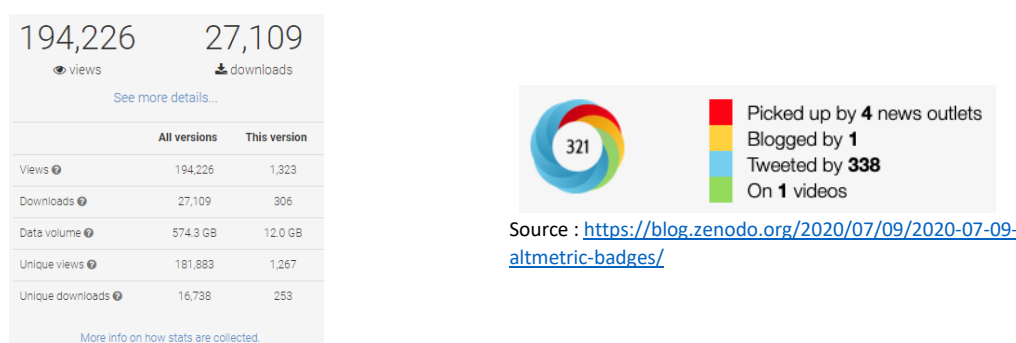 194,226 27,109
views downloads
See more details...
All versions This version
Views 194,226 1,323
Downloads 27,109 306
Data volume 574.3 GB 12.0 GB
Unique views 181,883 1,267
Unique downloads 16,738 253
More info on how stats are collected.
321
Picked up by 4 news outlets
Blogged by 1
Tweeted by 338
On 1 videos
Source : https://blog.zenodo.org/2020/07/09/2020-07-09-
altmetric-badges/